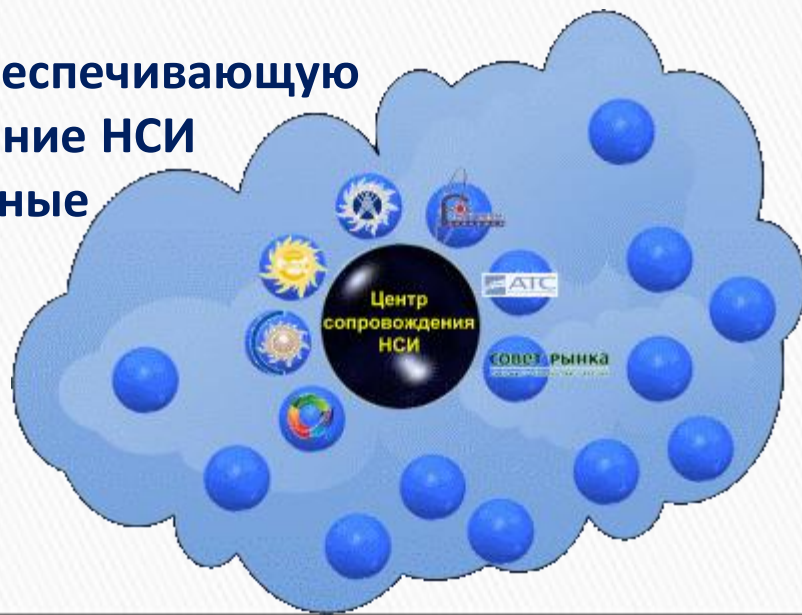 еспечивающую
ние НСИ
ные
Центр
сопровождения
НСИ
АТС
СОВЕТ РЫНКА